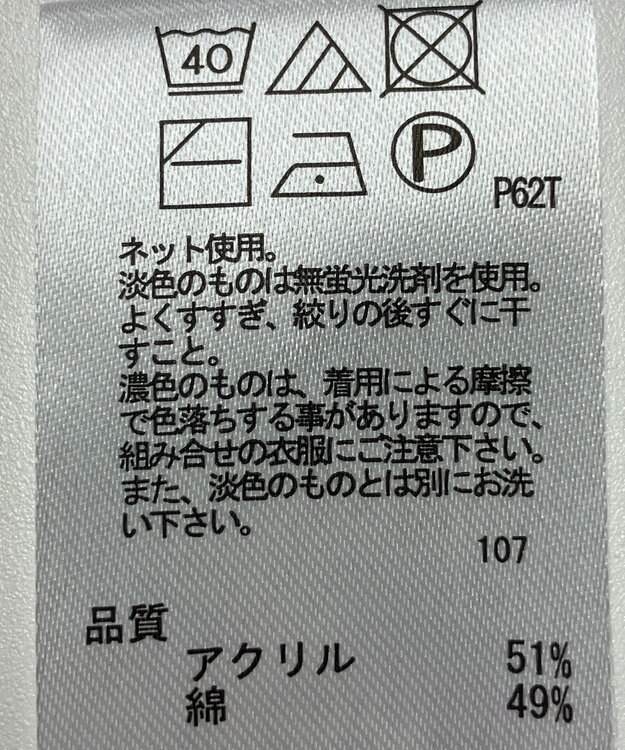 40
P
P62T
ネット使用。
淡色のものは無蛍光洗剤を使用。
よくすすぎ、絞りの後すぐに干
すこと。
濃色のものは、着用による摩擦
で色落ちする事がありますので、
組み合せの衣服にご注意下さい。
また、淡色のものとは別にお洗
い下さい。
107
品質
アクリル 51%
綿 49%